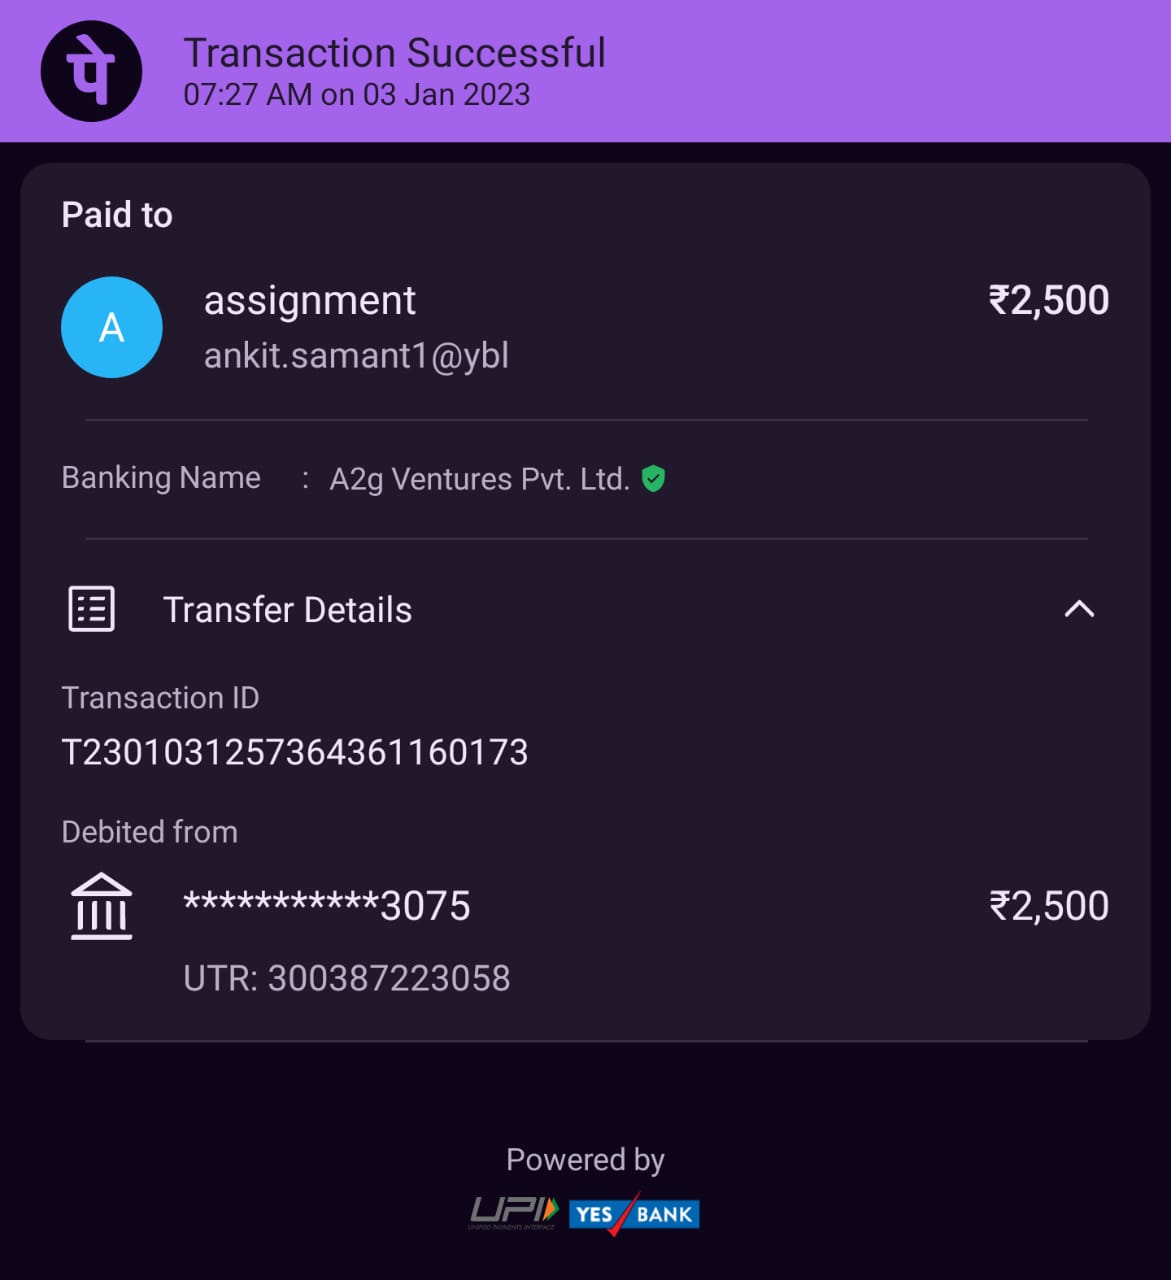 पे
Transaction Successful
07:27 AM on 03 Jan 2023
Paid to
A
assignment
₹2,500
ankit.samant1@ybl
Banking Name : A2g Ventures Pvt. Ltd.
Transfer Details
Transaction ID
T2301031257364361160173
Debited from
***********3075
₹2,500
UTR: 300387223058
Powered by
UPI
UNIFIED PAYMENTS INTERFACE
YES BANK